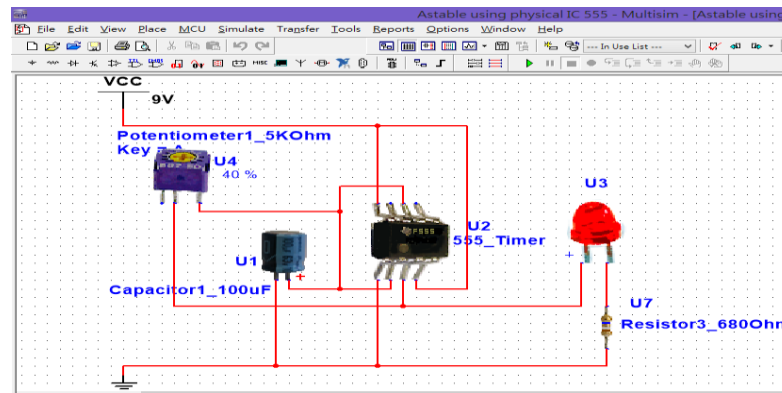 Astable using physical IC 555 - Multisim - [Astable using
File Edit View Place MCU Simulate Transfer Tools Reports Options Window Help
--- In Use List ---
MISC
VCC
9V
Potentiometer1_5KOhm
Key = A
U4
40 %
U3
U2
555_Timer
U1
Capacitor1_100uF
U7
Resistor3_680Ohm